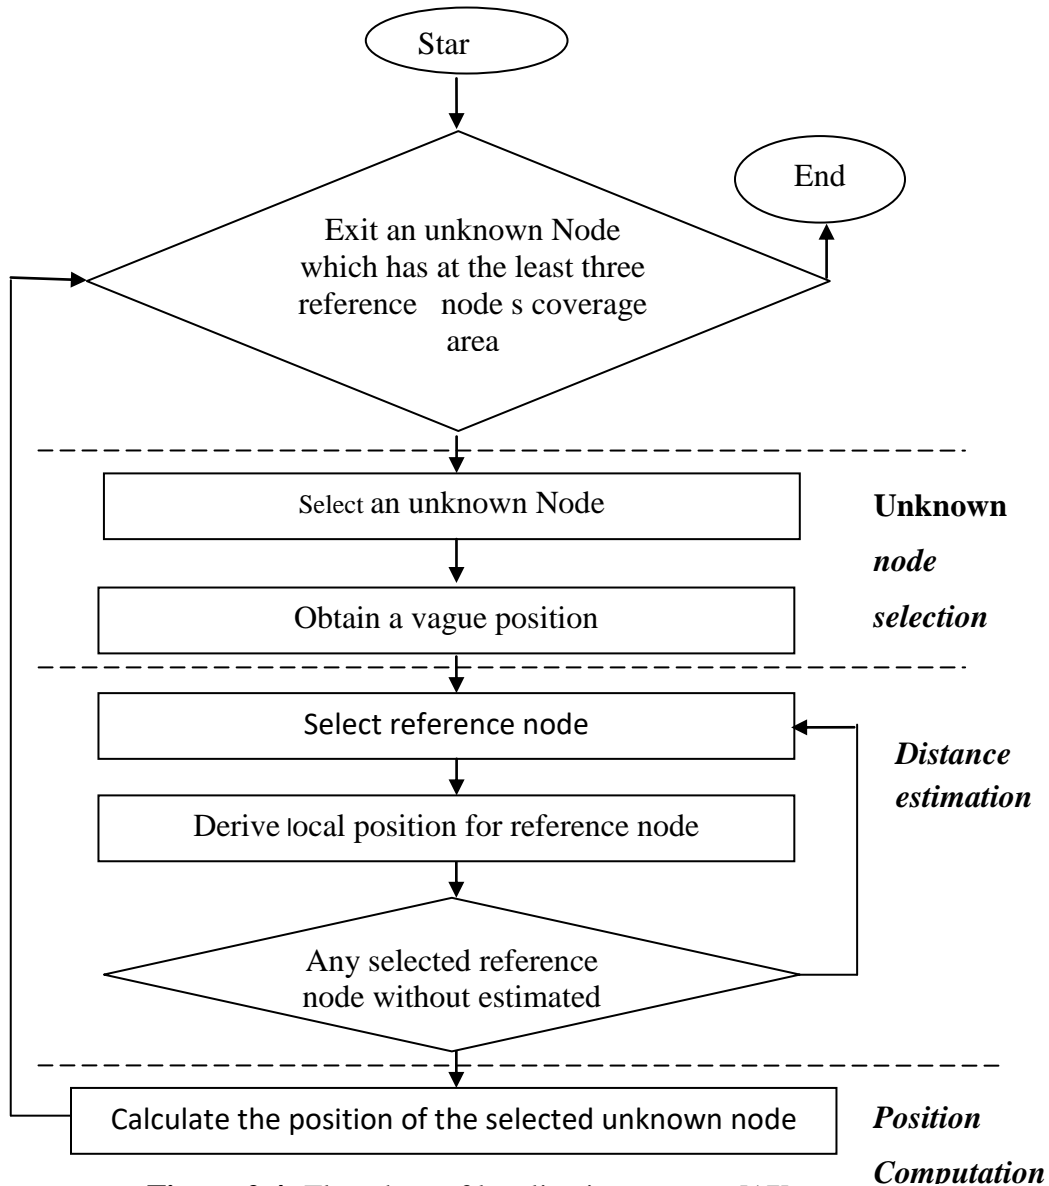 Star
End
Exit an unknown Node
which has at the least three
reference node s coverage
area
Select an unknown Node
Unknown
node
selection
Obtain a vague position
Select reference node
Distance
estimation
Derive local position for reference node
Any selected reference
node without estimated
Calculate the position of the selected unknown node
Position
Computation